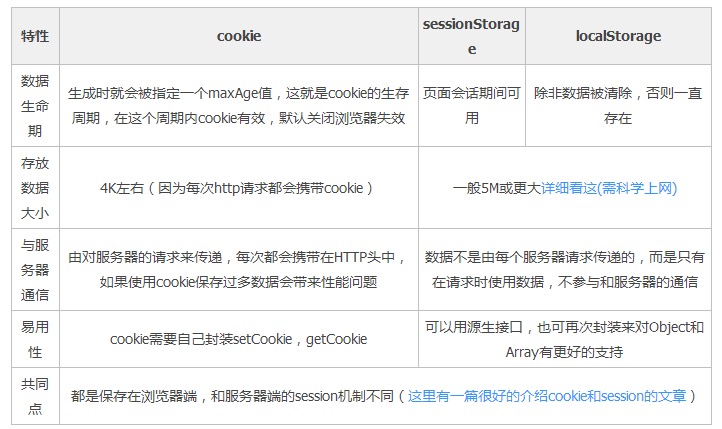 特性
cookie
sessionStorag
e
localStorage
数据
生命
期
生成时就会被指定一个maxAge值，这就是cookie的生存
周期，在这个周期内cookie有效，默认关闭浏览器失效
页面会话期间可
用
除非数据被清除，否则一直
存在
存放
数据
大小
4K左右（因为每次http请求都会携带cookie）
一般5M或更大详细看这(需科学上网)
与服
务器
通信
由对服务器的请求来传递，每次都会携带在HTTP头中，
如果使用cookie保存过多数据会带来性能问题
数据不是由每个服务器请求传递的，而是只有
在请求时使用数据，不参与和服务器的通信
易用
性
cookie需要自己封装setCookie，getCookie
可以用源生接口，也可再次封装来对Object和
Array有更好的支持
共同
点
都是保存在浏览器端，和服务器端的session机制不同（这里有一篇很好的介绍cookie和session的文章）